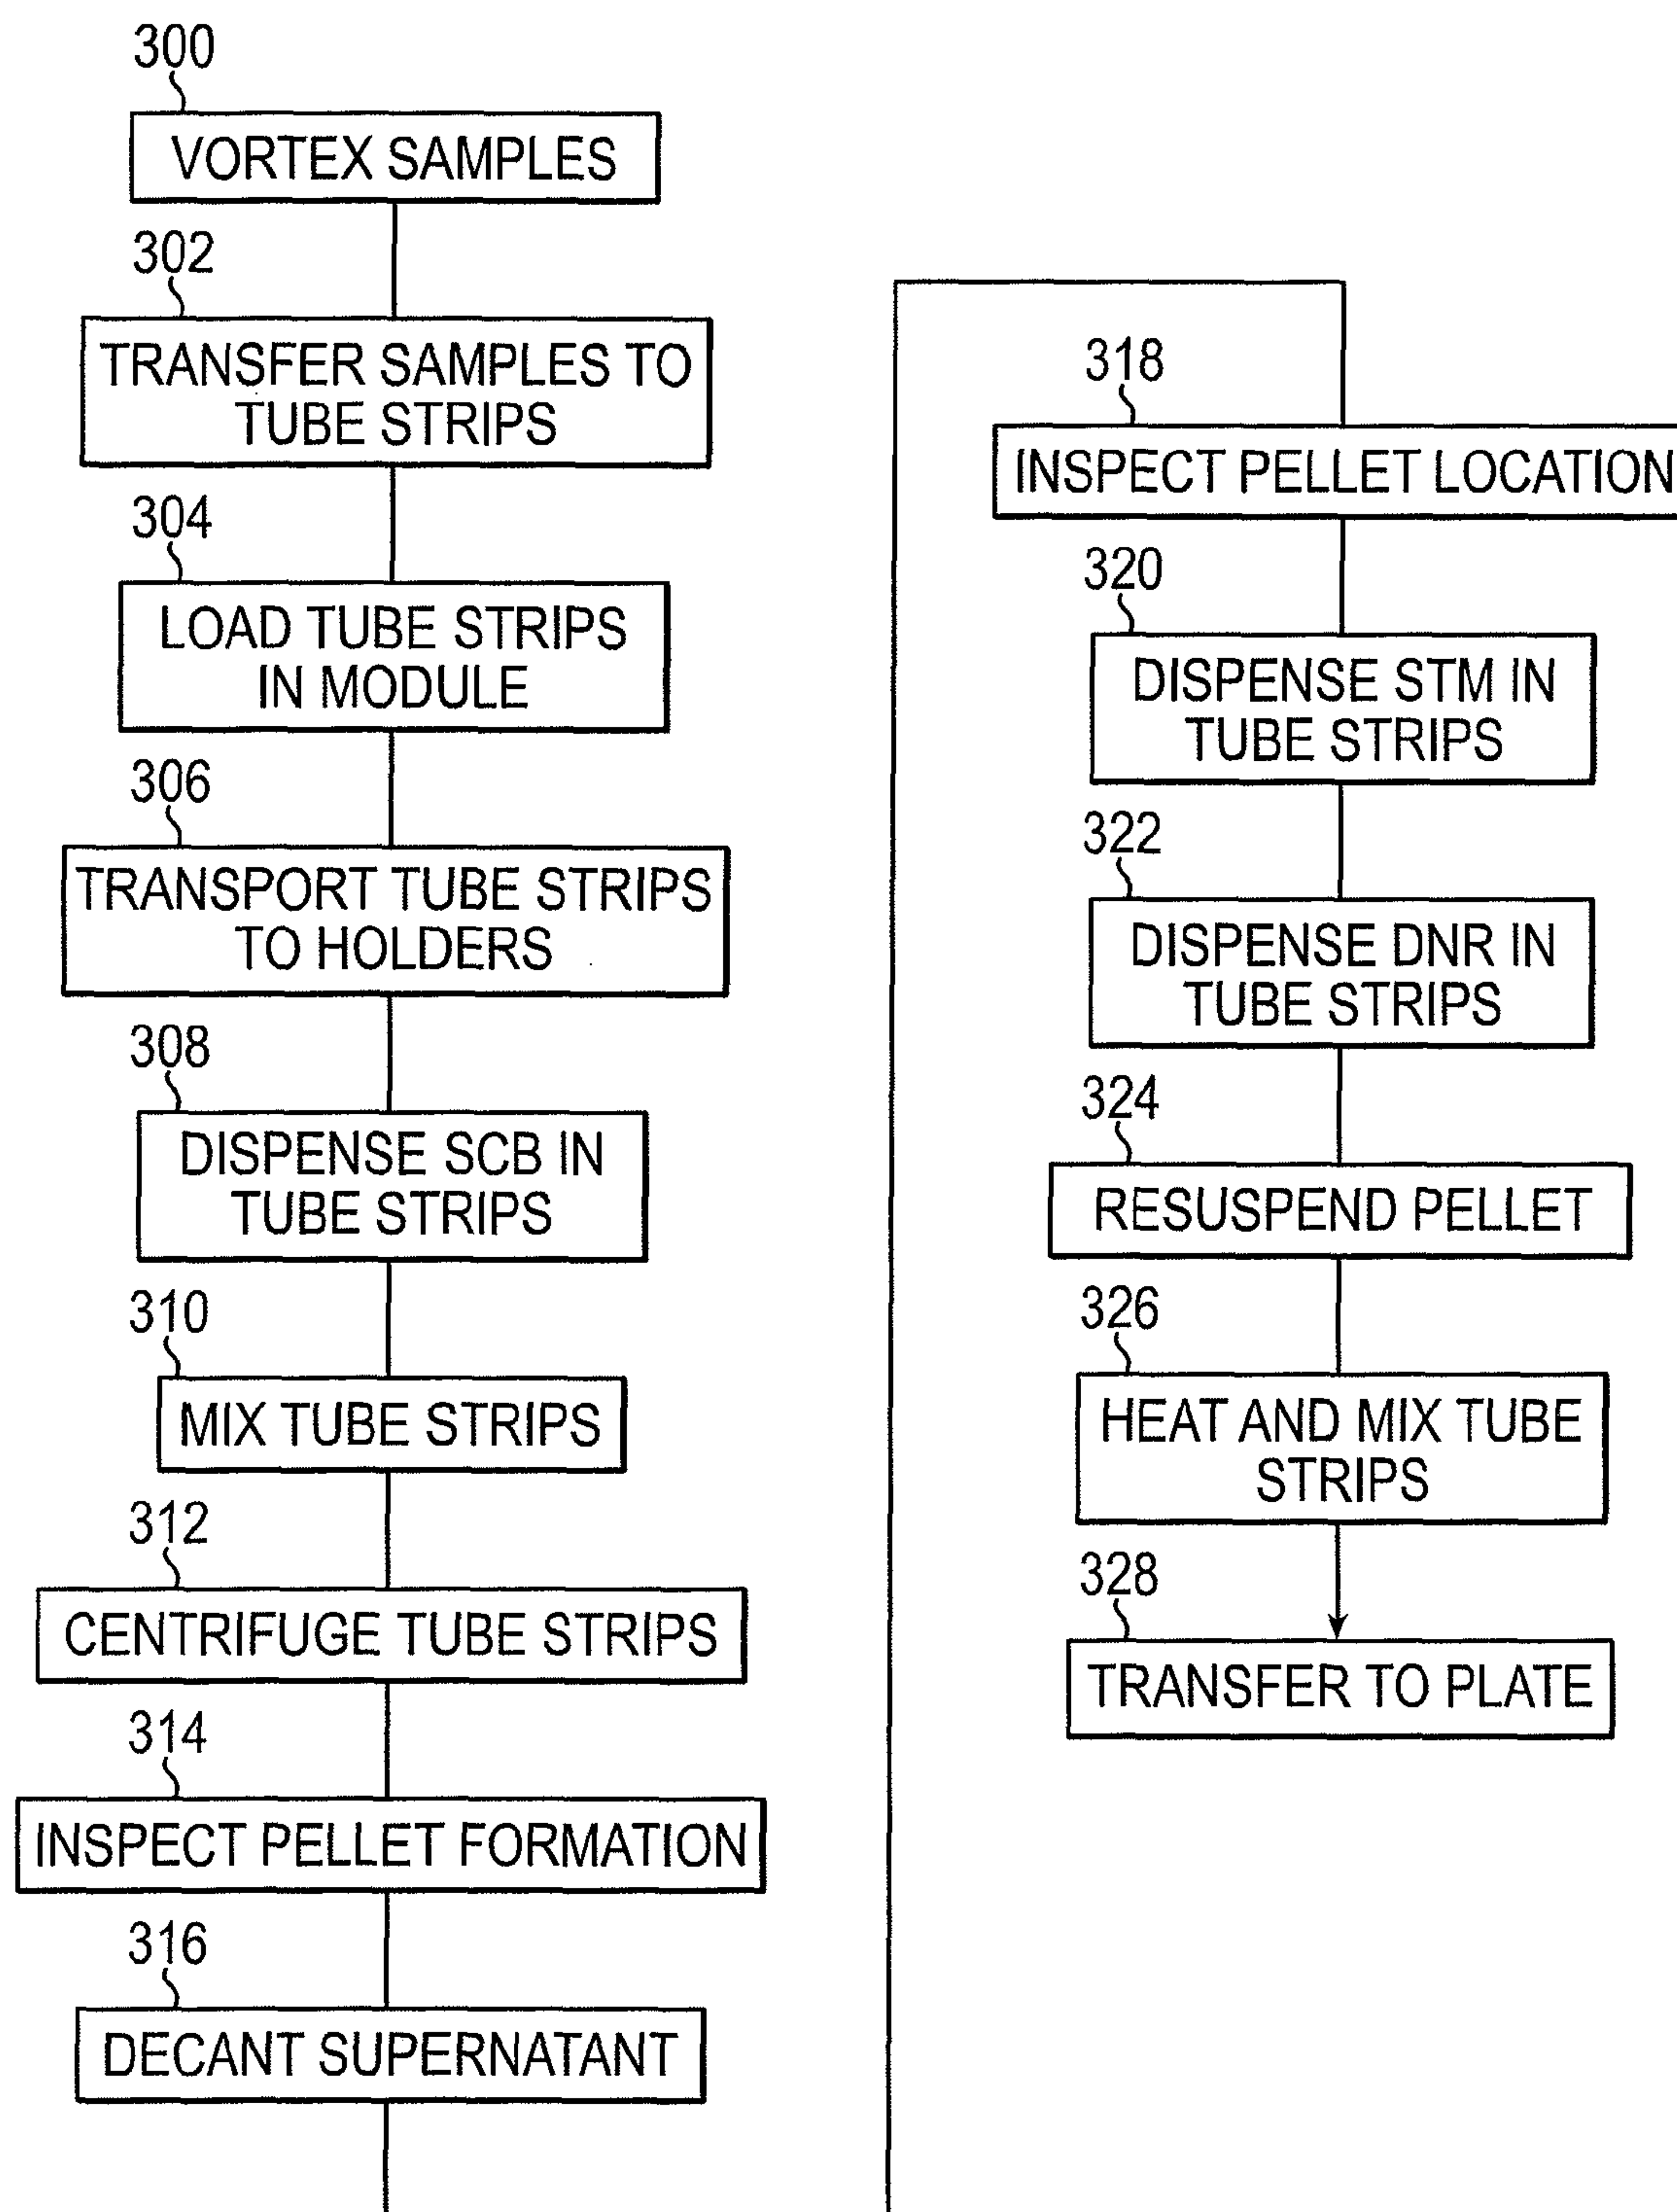 300
VORTEX SAMPLES
302
TRANSFER SAMPLES TO
TUBE STRIPS
304
LOAD TUBE STRIPS
IN MODULE
306
TRANSPORT TUBE STRIPS
TO HOLDERS
308
DISPENSE SCB IN
TUBE STRIPS
310
MIX TUBE STRIPS
312
CENTRIFUGE TUBE STRIPS
314
INSPECT PELLET FORMATION
316
DECANT SUPERNATANT
318
INSPECT PELLET LOCATION
320
DISPENSE STM IN
TUBE STRIPS
322
DISPENSE DNR IN
TUBE STRIPS
324
RESUSPEND PELLET
326
HEAT AND MIX TUBE
STRIPS
328
TRANSFER TO PLATE